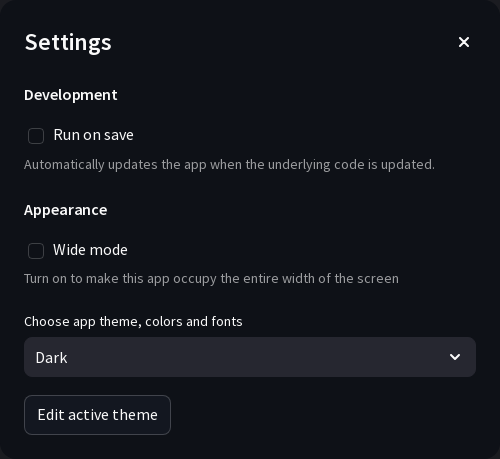 Settings
Development
Run on save
Automatically updates the app when the underlying code is updated.
Appearance
Wide mode
Turn on to make this app occupy the entire width of the screen
Choose app theme, colors and fonts
Dark
Edit active theme